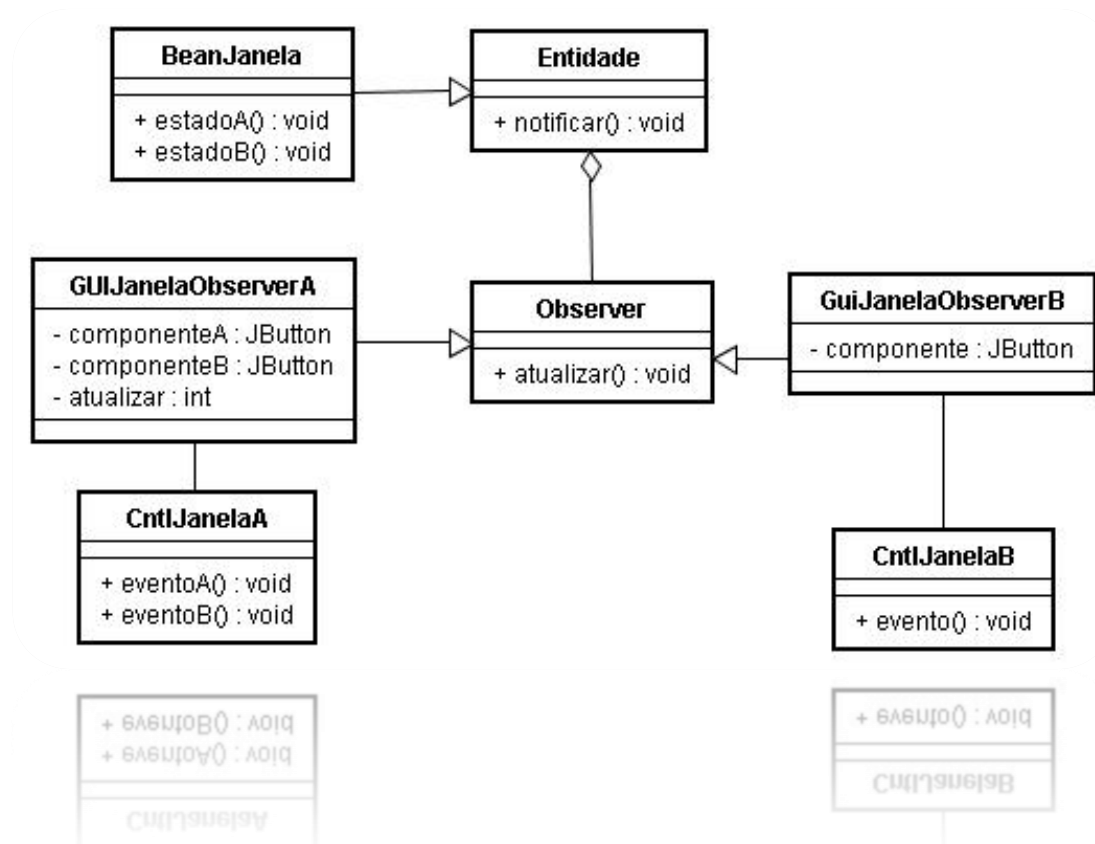 BeanJanela
+ estadoA() : void
+ estadoB() : void
Entidade
+ notificar() : void
GUIJanelaObserverA
- componenteA : JButton
- componenteB : JButton
- atualizar : int
Observer
+ atualizar() : void
GuiJanelaObserverB
- componente : JButton
CntlJanelaA
+ eventoA() : void
+ eventoB() : void
CntlJanelaB
+ evento() : void